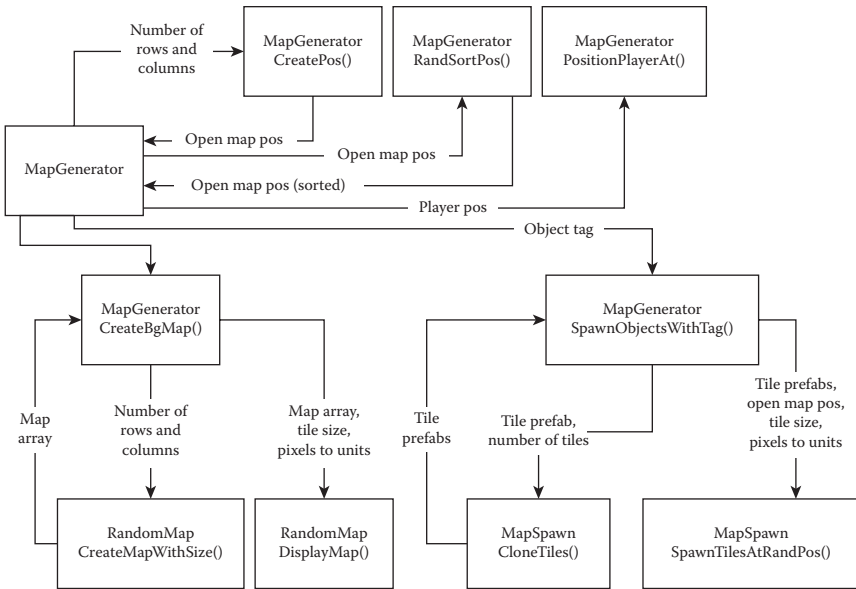 Number of
rows and
columns
MapGenerator
CreatePos()
MapGenerator
RandSortPos()
MapGenerator
PositionPlayerAt()
Open map pos
Open map pos
MapGenerator
Open map pos (sorted)
Player pos
Object tag
MapGenerator
CreateBgMap()
MapGenerator
SpawnObjectsWithTag()
Map
array
Number of
rows and
columns
Map array,
tile size,
pixels to units
Tile
prefabs
Tile prefab,
number of tiles
Tile prefabs,
open map pos,
tile size,
pixels to units
RandomMap
CreateMapWithSize()
RandomMap
DisplayMap()
MapSpawn
CloneTiles()
MapSpawn
SpawnTilesAtRandPos()